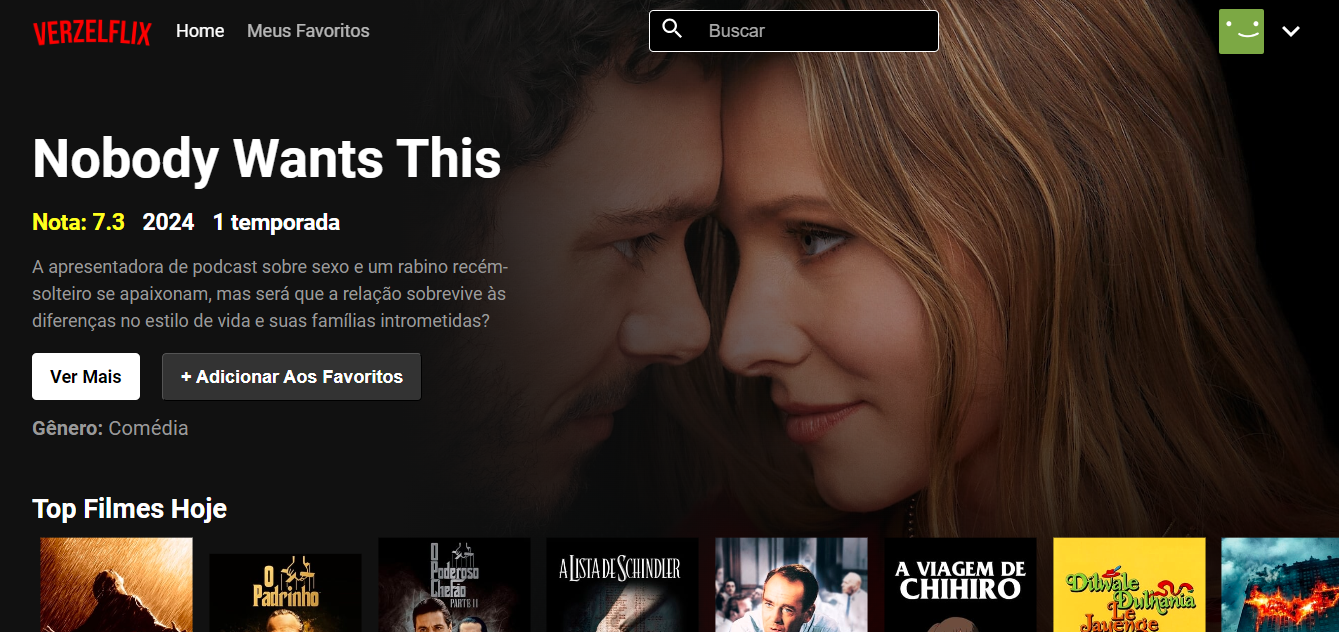 VERZELFLIX Home Meus Favoritos Buscar
Nobody Wants This
Nota: 7.3 2024 1 temporada
A apresentadora de podcast sobre sexo e um rabino recém-
solteiro se apaixonam, mas será que a relação sobrevive às
diferenças no estilo de vida e suas famílias intrometidas?
Ver Mais + Adicionar Aos Favoritos
Gênero: Comédia
Top Filmes Hoje
O
Padrinho
O
Poderoso
Chefão
PARTE II
A LISTA DE SCHINDLER
A VIAGEM DE
CHIHIRO
Dilwale
Dulhania
Le
Jayenge